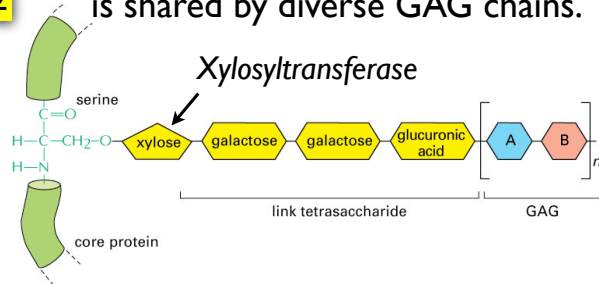 2
is shared by diverse GAG chains.
Xylosyltransferase
serine
C=O
H–C–CH2–O– xylose galactose galactose glucuronic acid A B n
H–N
link tetrasaccharide
GAG
core protein